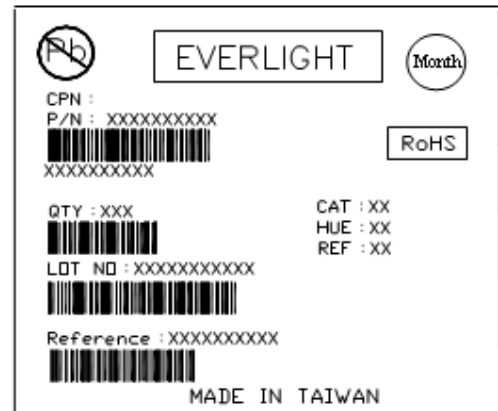 Pb
EVERLIGHT
Month
CPN :
P/N : XXXXXXXXXX
RoHS
XXXXXXXXXX
QTY : XXX
CAT : XX
HUE : XX
REF : XX
LOT NO : XXXXXXXXXXX
Reference : XXXXXXXXXX
MADE IN TAIWAN